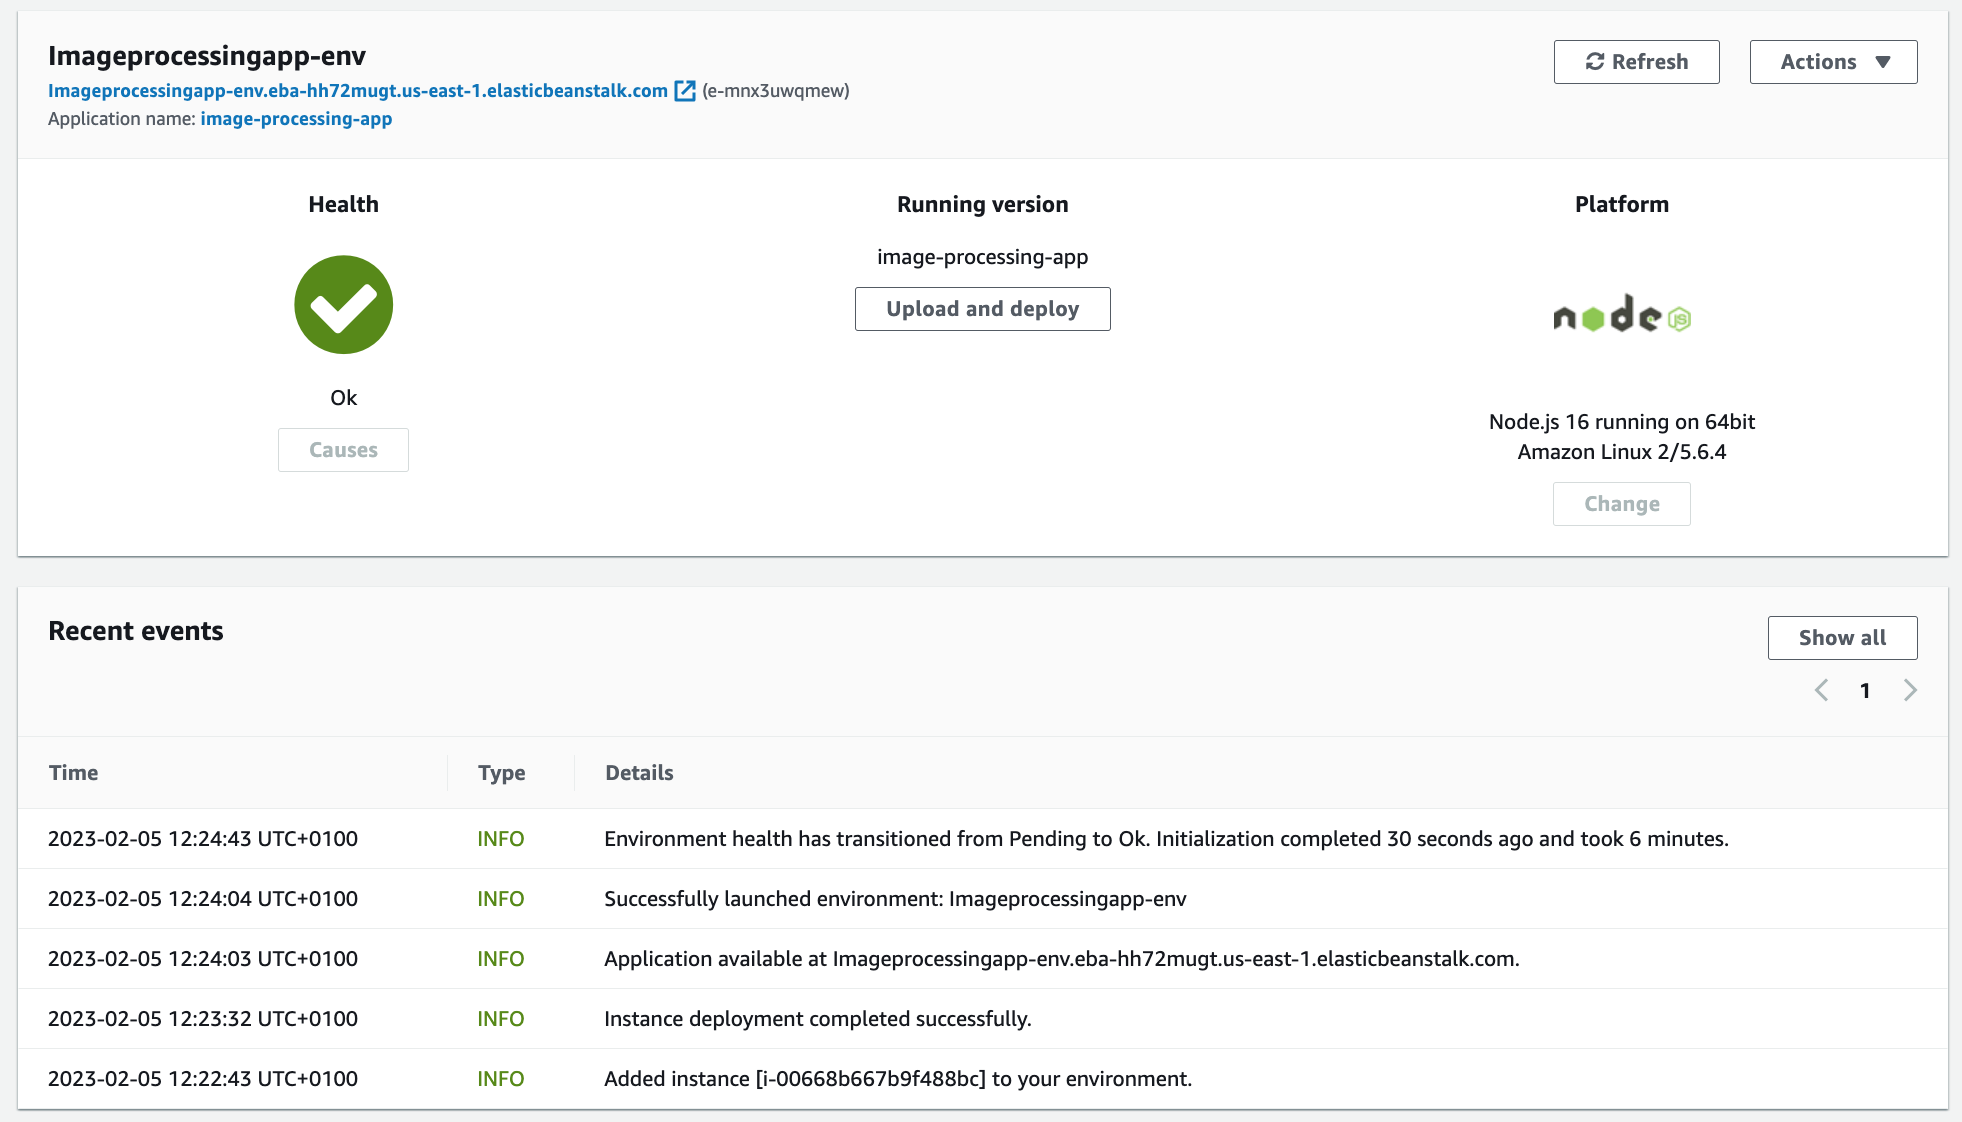 Imageprocessingapp-env
Imageprocessingapp-env.eba-hh72mugt.us-east-1.elasticbeanstalk.com (e-mnx3uwqmew)
Application name: image-processing-app
Refresh
Actions
Health
Ok
Causes
Running version
image-processing-app
Upload and deploy
Platform
node JS
Node.js 16 running on 64bit
Amazon Linux 2/5.6.4
Change
Recent events
Show all
1
Time Type Details
2023-02-05 12:24:43 UTC+0100 INFO Environment health has transitioned from Pending to Ok. Initialization completed 30 seconds ago and took 6 minutes.
2023-02-05 12:24:04 UTC+0100 INFO Successfully launched environment: Imageprocessingapp-env
2023-02-05 12:24:03 UTC+0100 INFO Application available at Imageprocessingapp-env.eba-hh72mugt.us-east-1.elasticbeanstalk.com.
2023-02-05 12:23:32 UTC+0100 INFO Instance deployment completed successfully.
2023-02-05 12:22:43 UTC+0100 INFO Added instance [i-00668b667b9f488bc] to your environment.